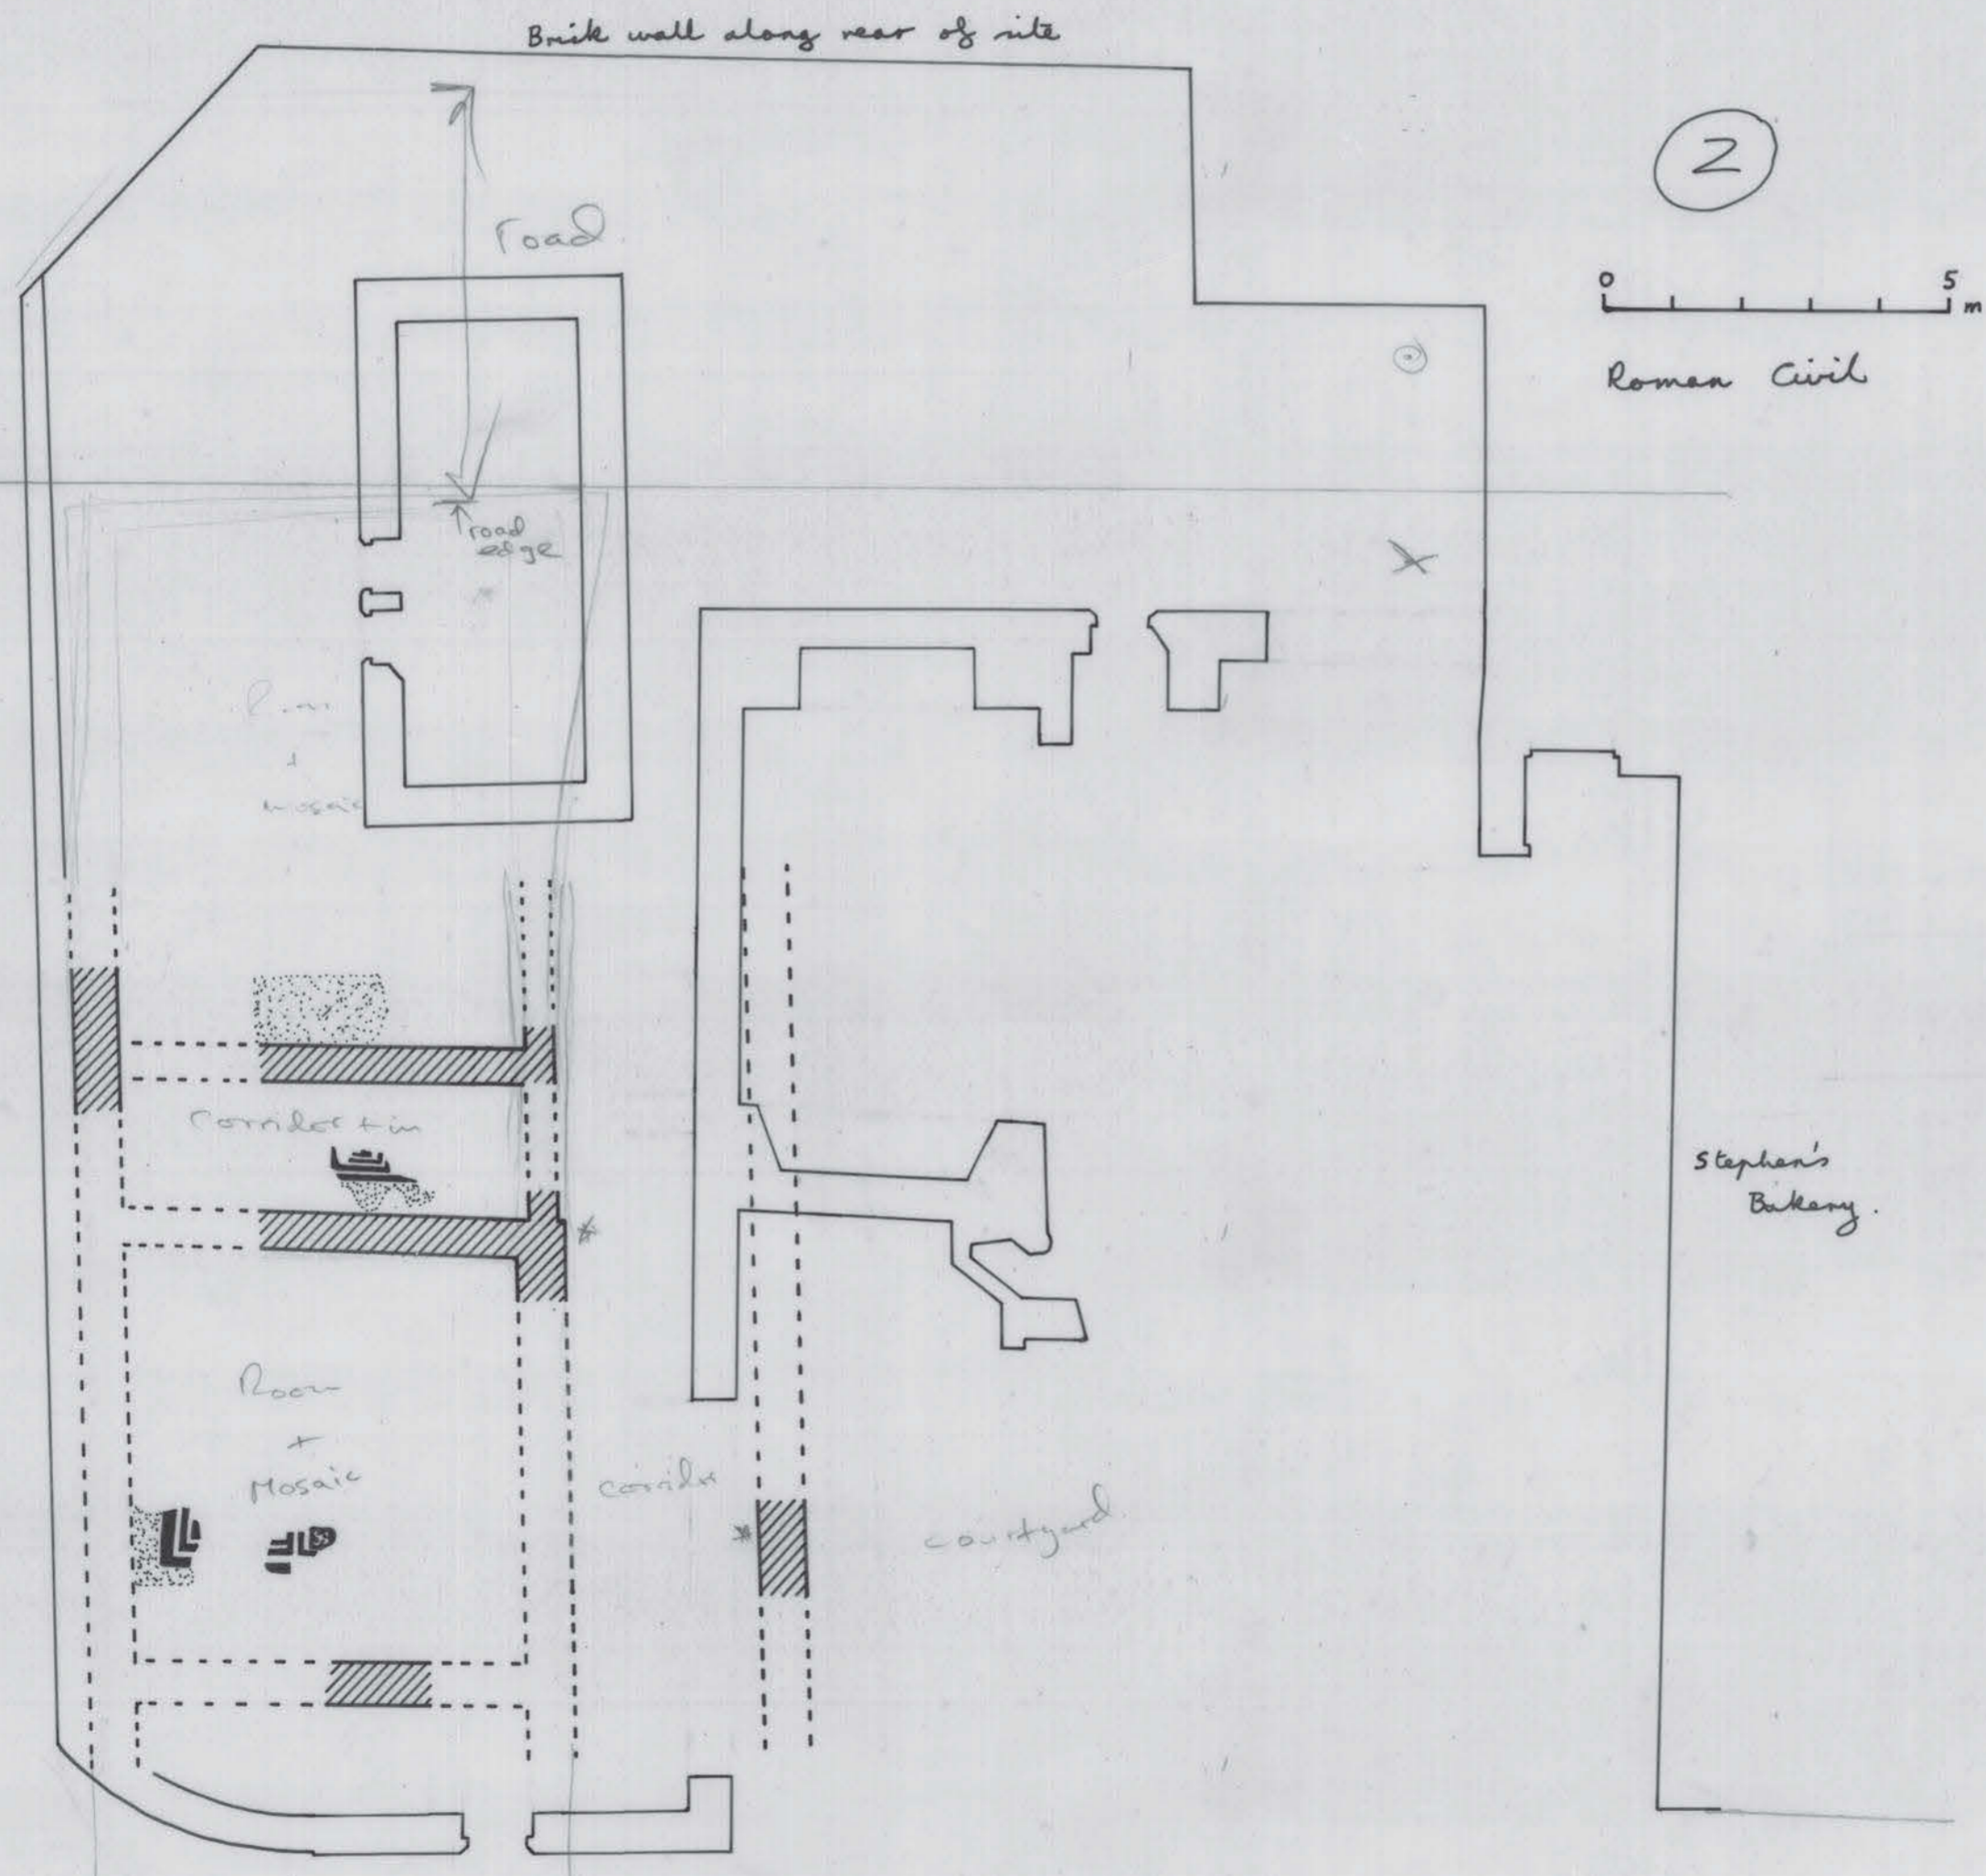 Brick wall along rear of site
2
road
0 5 m
Roman Civil
road
edge
mosaic
Corridor + in
Stephen's
Bakery.
Room
+
Mosaic
corridor
courtyard